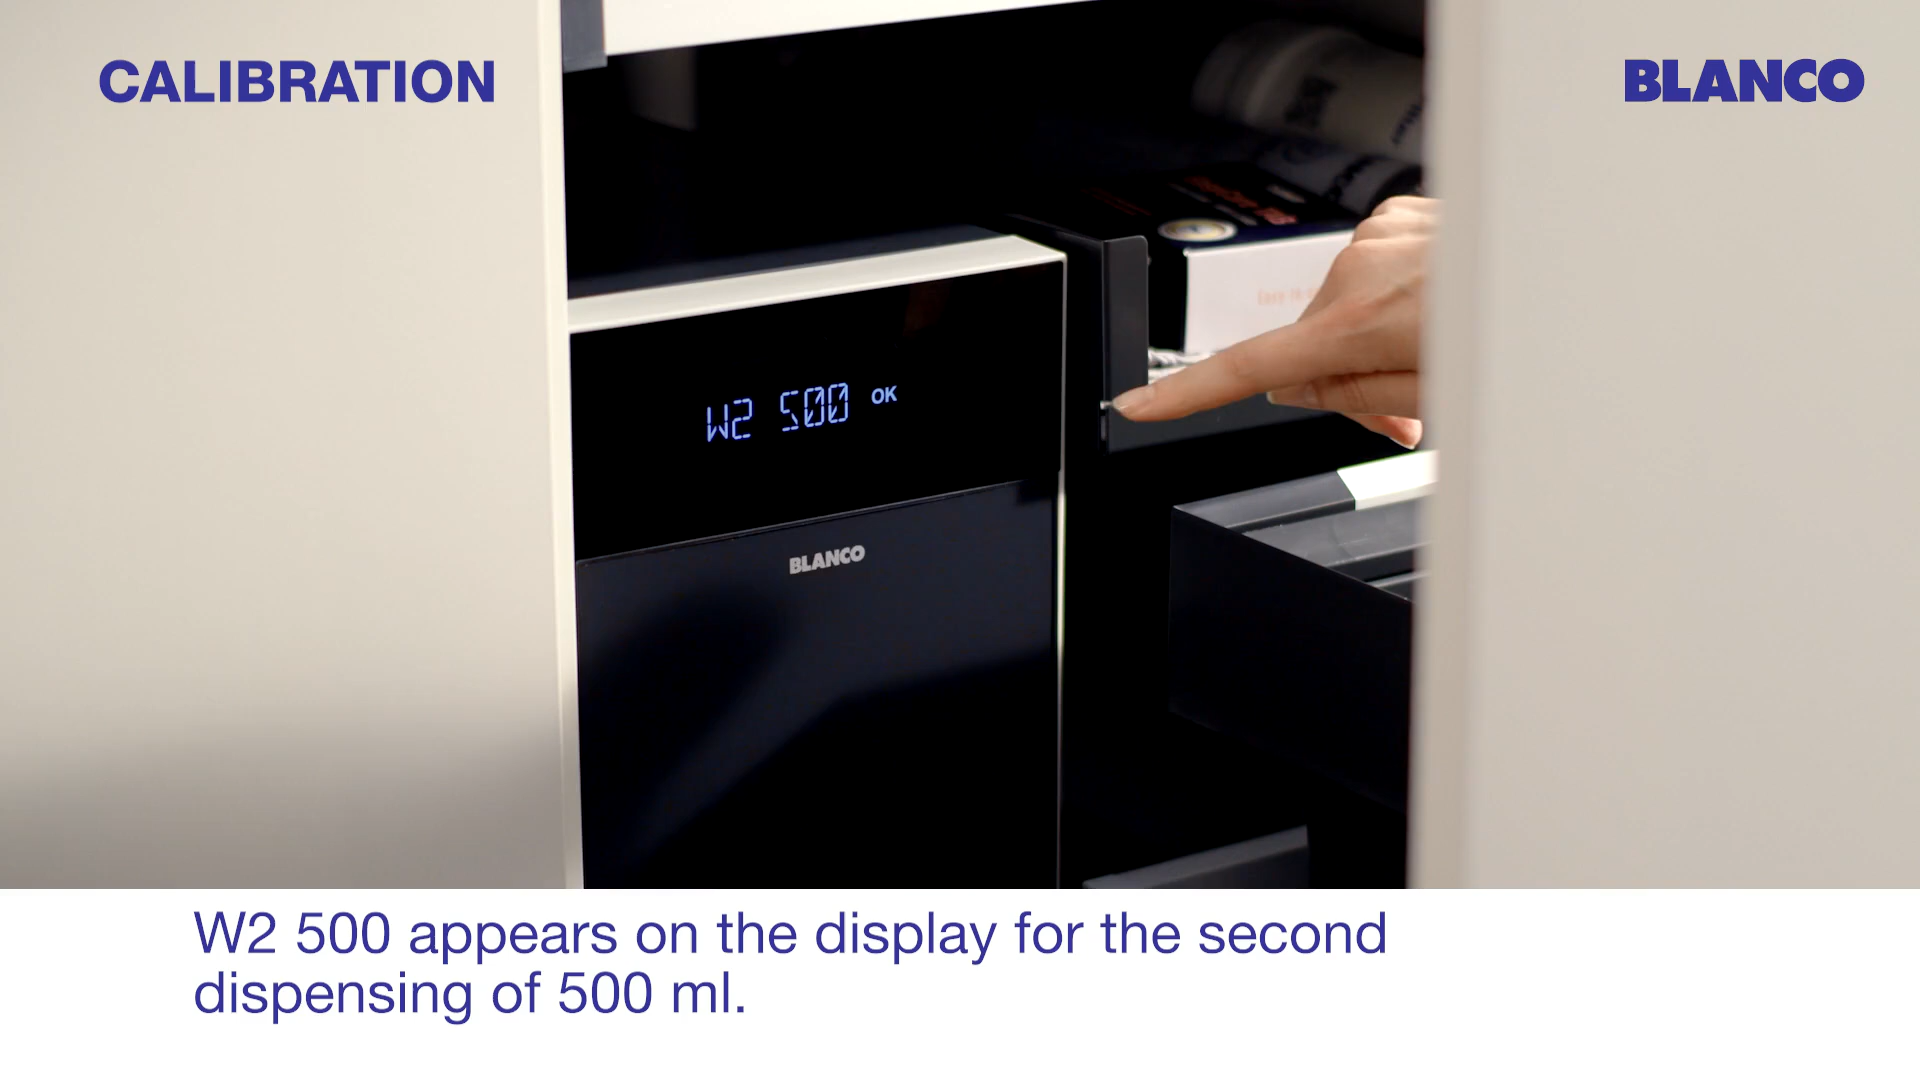 CALIBRATION
BLANCO
W2 500 OK
BLANCO
W2 500 appears on the display for the second
dispensing of 500 ml.